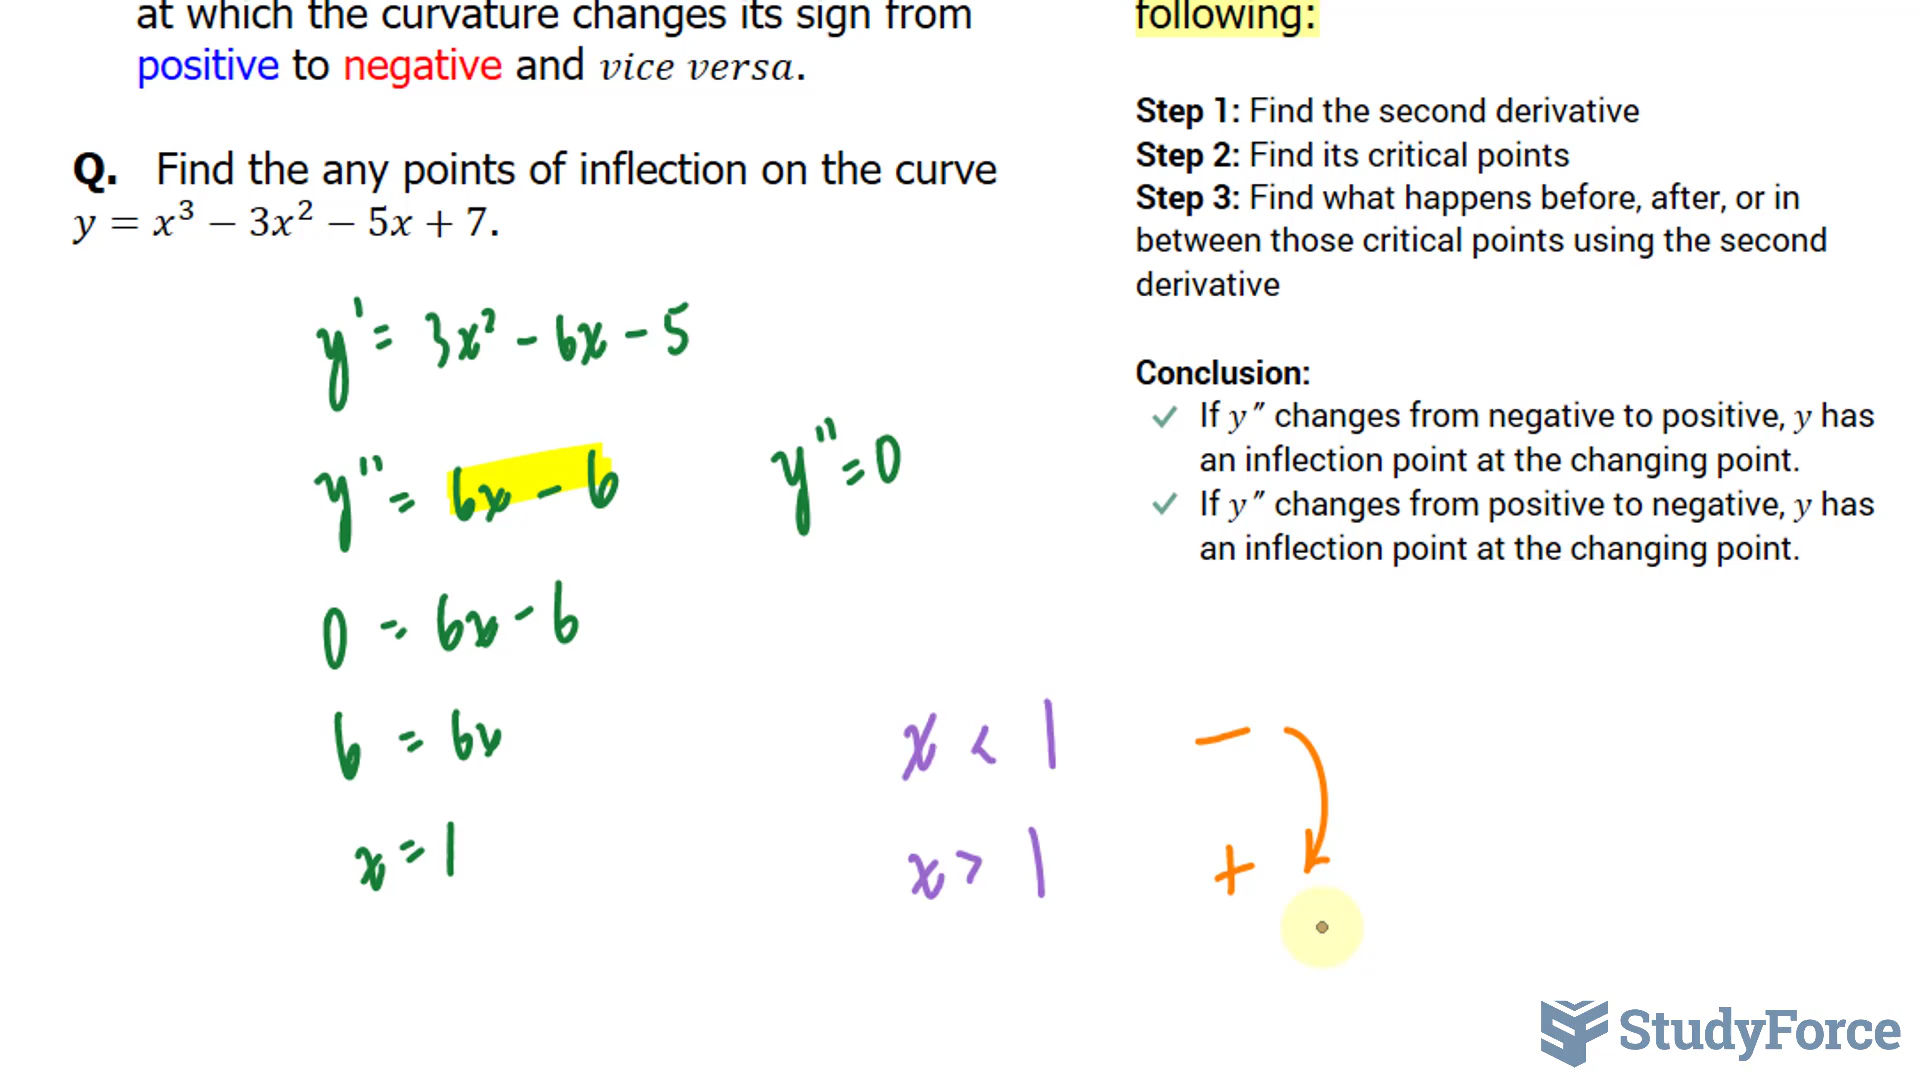 at which the curvature changes its sign from
positive to negative and vice versa.
Q. Find the any points of inflection on the curve
y = x³ − 3x² − 5x + 7.
y' = 3x² - 6x - 5
y'' = 6x - 6
y'' = 0
0 = 6x - 6
6 = 6x
x = 1
x < 1 −
x > 1 +
following:
Step 1: Find the second derivative
Step 2: Find its critical points
Step 3: Find what happens before, after, or in
between those critical points using the second
derivative
Conclusion:
✓ If y″ changes from negative to positive, y has
an inflection point at the changing point.
✓ If y″ changes from positive to negative, y has
an inflection point at the changing point.
StudyForce